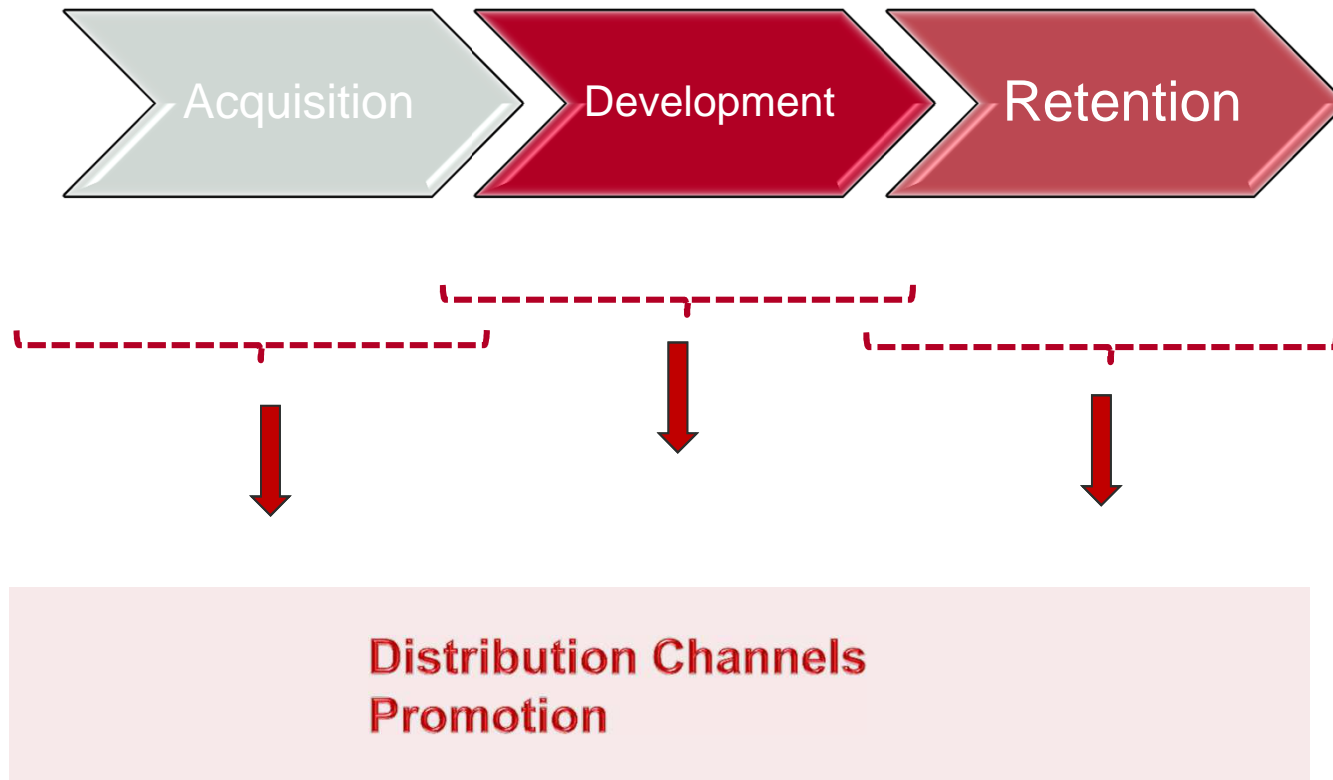 Acquisition
Development
Retention
Distribution Channels
Promotion